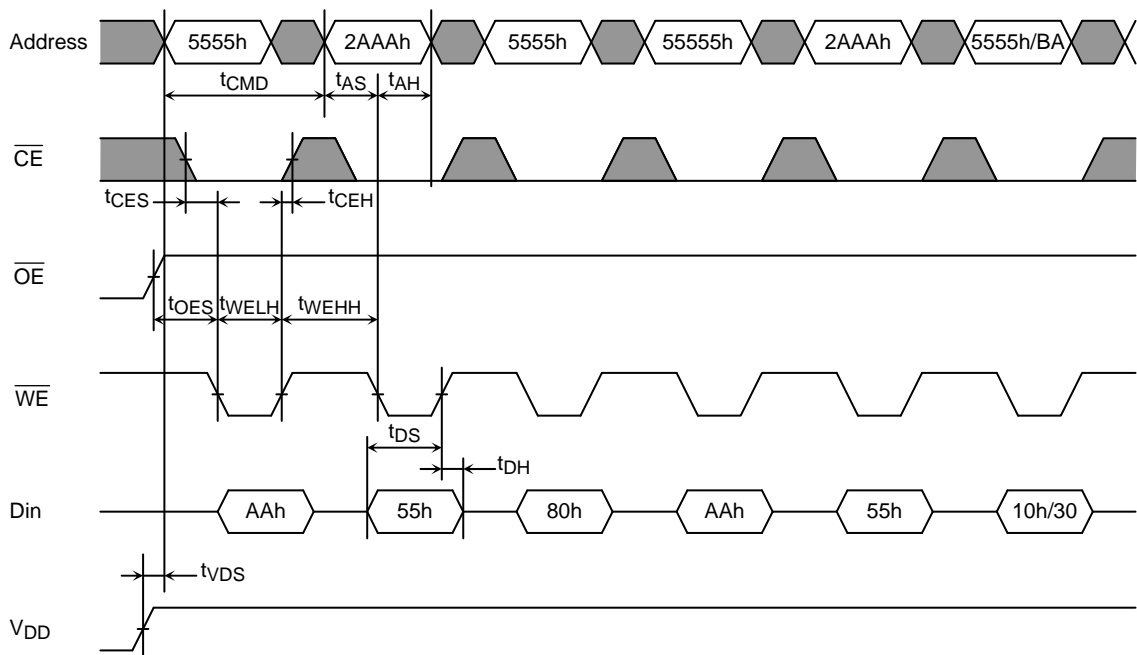 Address 5555h 2AAAh 5555h 55555h 2AAAh 5555h/BA
tCMD tAS tAH
CE
tCES tCEH
OE
tOES tWELH tWEHH
WE
tDS
tDH
Din AAh 55h 80h AAh 55h 10h/30
tVDS
VDD